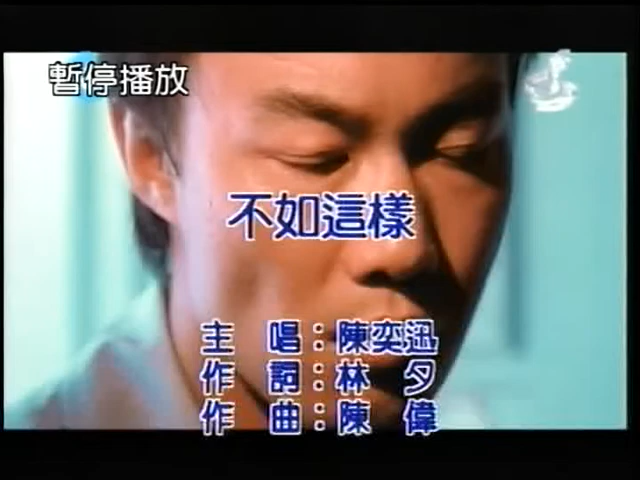 暫停播放
不如這樣
主 唱:陳奕迅
作 詞:林 夕
作 曲:陳 偉